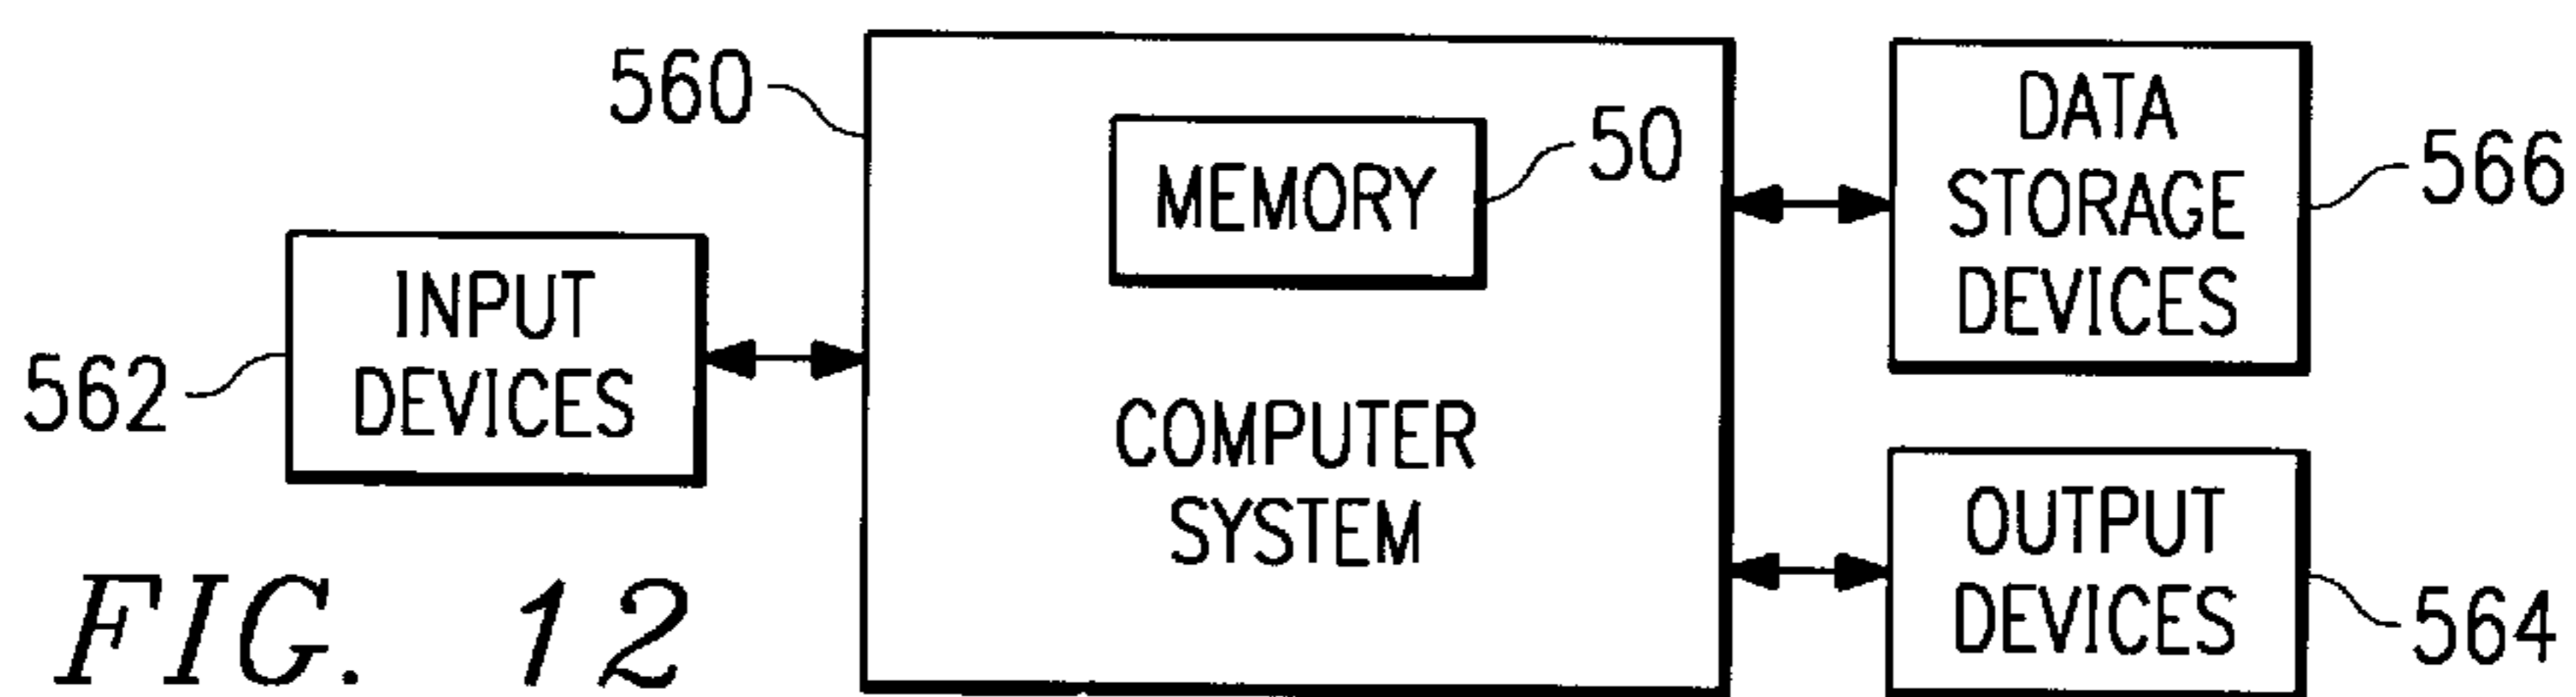 560
MEMORY
50
DATA
STORAGE
DEVICES
566
562
INPUT
DEVICES
COMPUTER
SYSTEM
OUTPUT
DEVICES
564
FIG. 12